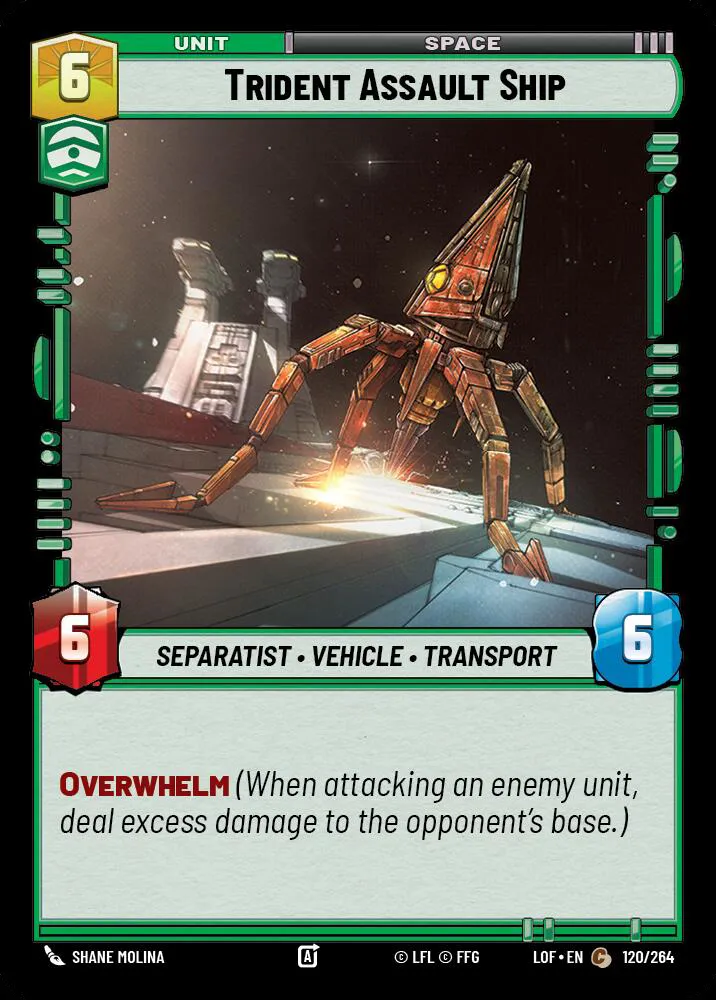 UNIT
SPACE
6
TRIDENT ASSAULT SHIP
6
SEPARATIST • VEHICLE • TRANSPORT
6
OVERWHELM (When attacking an enemy unit,
deal excess damage to the opponent's base.)
SHANE MOLINA
A
© LFL © FFG
LOF • EN
C
120/264